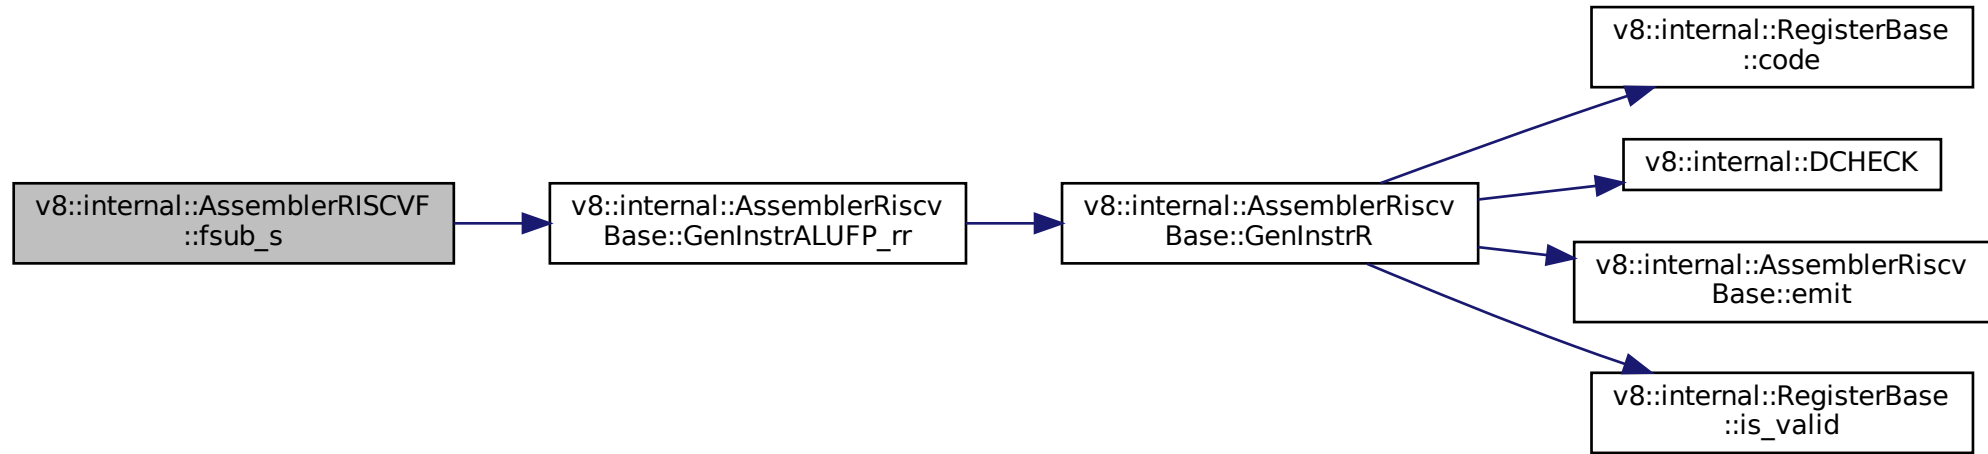 v8::internal::AssemblerRISCVF
::fsub_s
v8::internal::AssemblerRiscv
Base::GenInstrALUFP_rr
v8::internal::AssemblerRiscv
Base::GenInstrR
v8::internal::RegisterBase
::code
v8::internal::DCHECK
v8::internal::AssemblerRiscv
Base::emit
v8::internal::RegisterBase
::is_valid